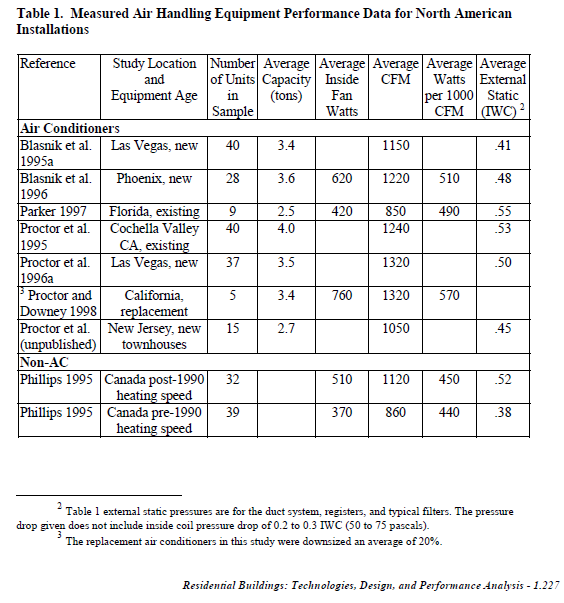 Table 1.  Measured Air Handling Equipment Performance Data for North American
Installations
Reference | Study Location and Equipment Age | Number of Units in Sample | Average Capacity (tons) | Average Inside Fan Watts | Average CFM | Average Watts per 1000 CFM | Average External Static (IWC) 2
Air Conditioners
Blasnik et al. 1995a | Las Vegas, new | 40 | 3.4 | | 1150 | | .41
Blasnik et al. 1996 | Phoenix, new | 28 | 3.6 | 620 | 1220 | 510 | .48
Parker 1997 | Florida, existing | 9 | 2.5 | 420 | 850 | 490 | .55
Proctor et al. 1995 | Cochella Valley CA, existing | 40 | 4.0 | | 1240 | | .53
Proctor et al. 1996a | Las Vegas, new | 37 | 3.5 | | 1320 | | .50
3 Proctor and Downey 1998 | California, replacement | 5 | 3.4 | 760 | 1320 | 570 | 
Proctor et al. (unpublished) | New Jersey, new townhouses | 15 | 2.7 | | 1050 | | .45
Non-AC
Phillips 1995 | Canada post-1990 heating speed | 32 | | 510 | 1120 | 450 | .52
Phillips 1995 | Canada pre-1990 heating speed | 39 | | 370 | 860 | 440 | .38
2 Table 1 external static pressures are for the duct system, registers, and typical filters. The pressure
drop given does not include inside coil pressure drop of 0.2 to 0.3 IWC (50 to 75 pascals).
3 The replacement air conditioners in this study were downsized an average of 20%.
Residential Buildings: Technologies, Design, and Performance Analysis - 1.227